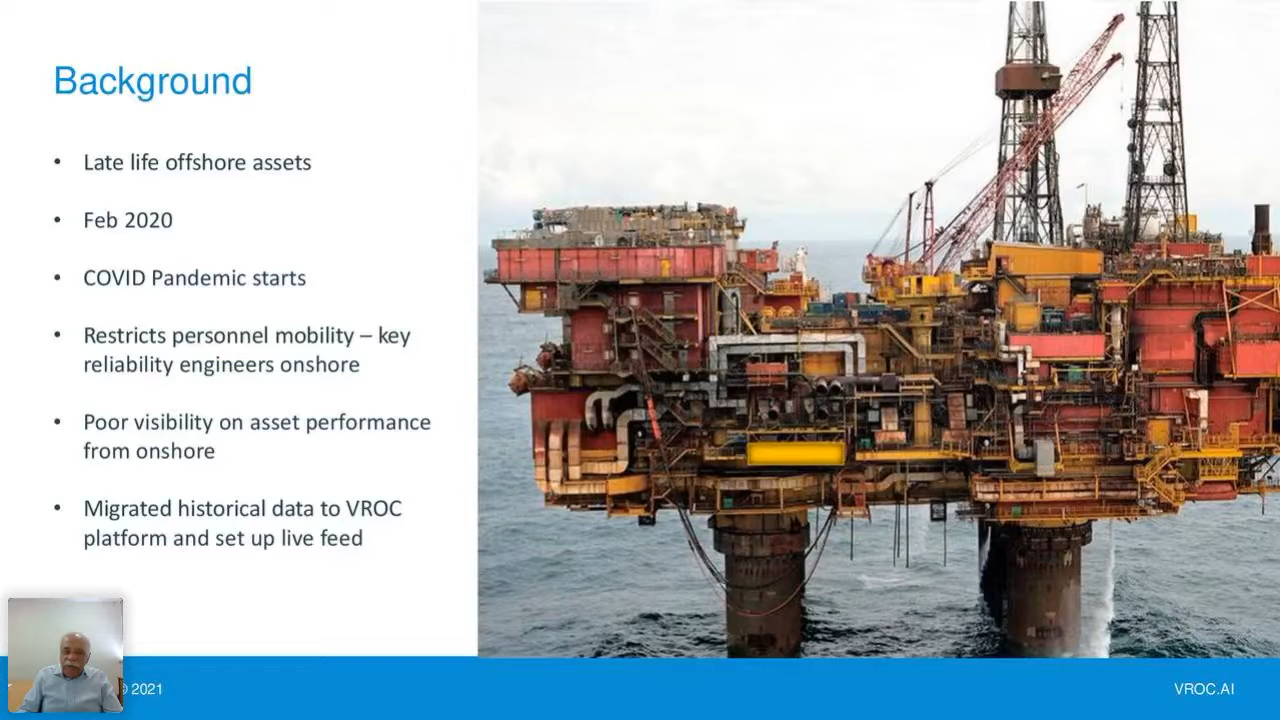 Background
• Late life offshore assets
• Feb 2020
• COVID Pandemic starts
• Restricts personnel mobility – key
reliability engineers onshore
• Poor visibility on asset performance
from onshore
• Migrated historical data to VROC
platform and set up live feed
© 2021
VROC.AI